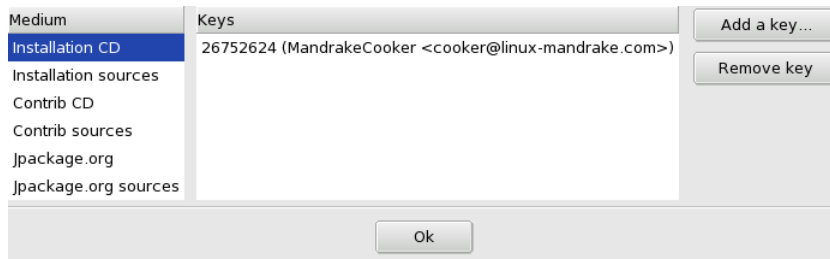 Medium
Installation CD
Installation sources
Contrib CD
Contrib sources
Jpackage.org
Jpackage.org sources
Keys
26752624 (MandrakeCooker <cooker@linux-mandrake.com>)
Add a key...
Remove key
Ok